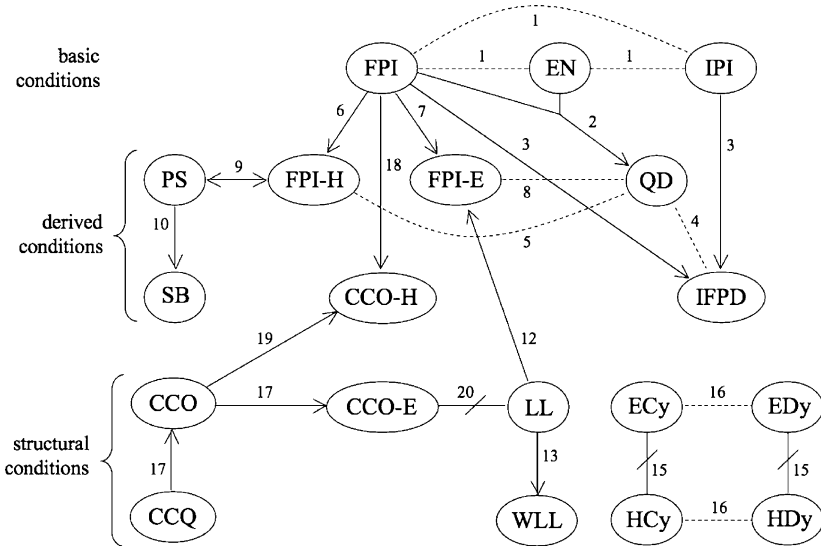 1
basic
conditions
FPI
1
EN
1
IPI
6
7
2
3
3
18
PS
9
FPI-H
FPI-E
8
QD
derived
conditions
10
5
4
SB
CCO-H
IFPD
19
12
structural
conditions
CCO
17
CCO-E
20
LL
ECy
16
EDy
17
13
15
15
CCQ
WLL
HCy
16
HDy